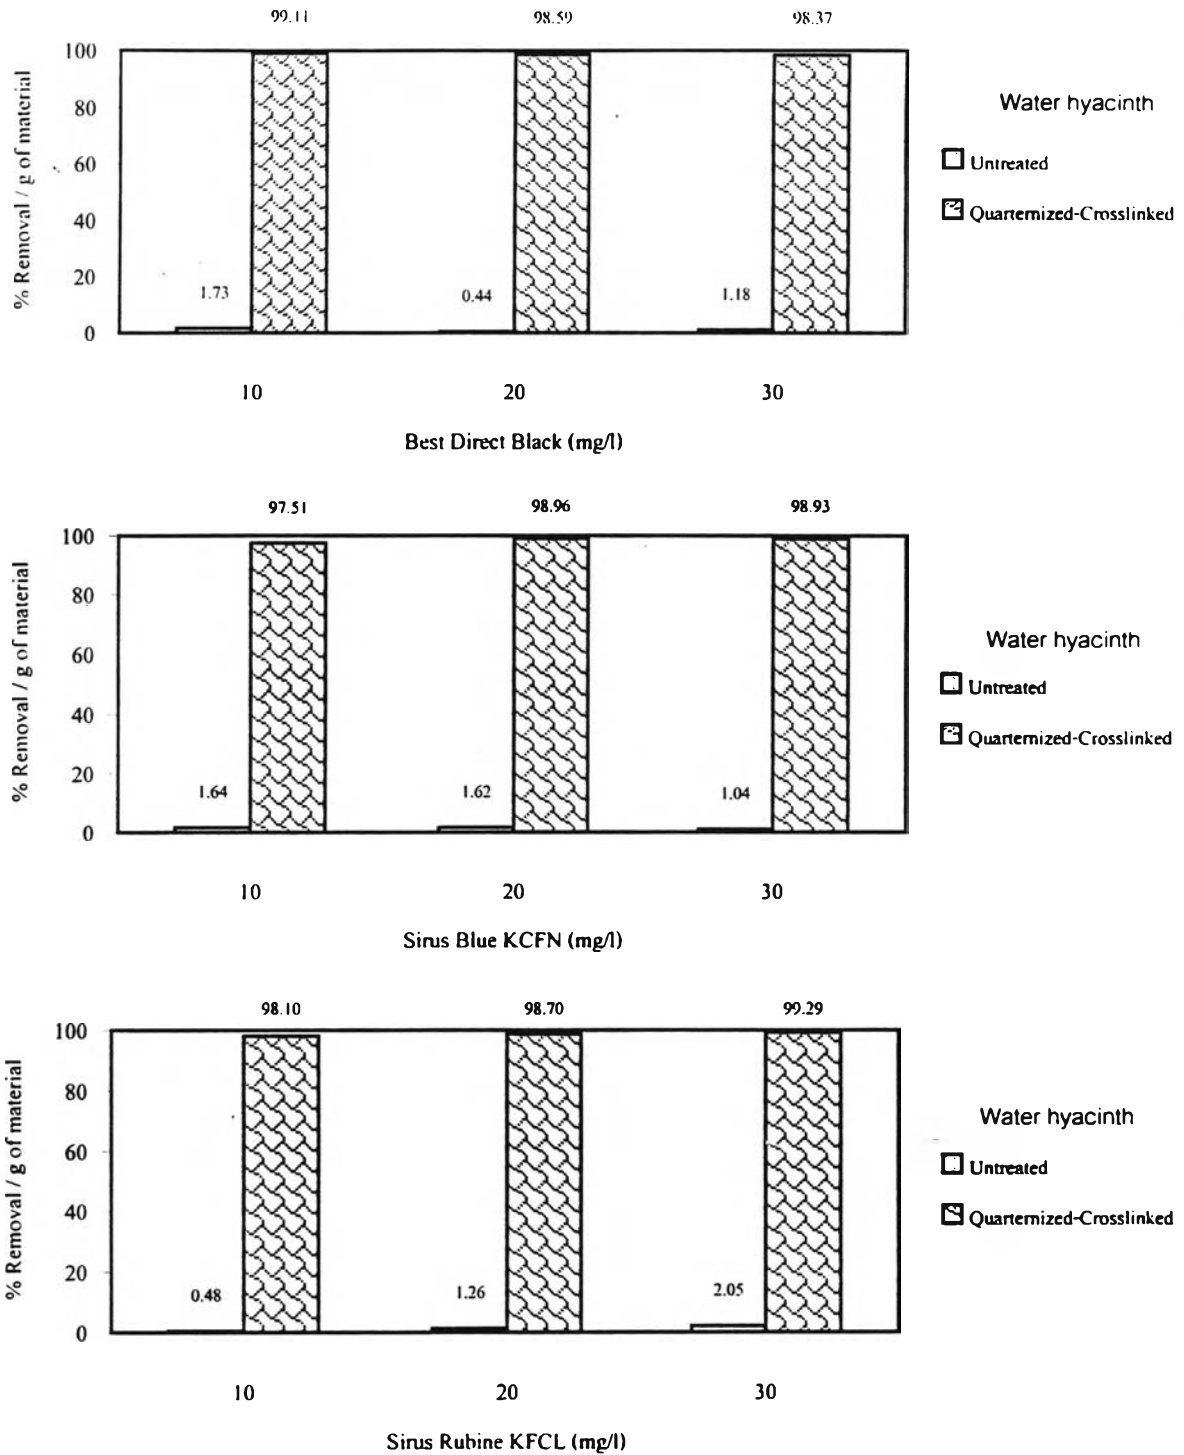 99.11 98.59 98.37
100
80
60
40
20
0
% Removal / g of material
1.73 0.44 1.18
10 20 30
Best Direct Black (mg/l)
Water hyacinth
Untreated
Quarternized-Crosslinked
97.51 98.96 98.93
100
80
60
40
20
0
% Removal / g of material
1.64 1.62 1.04
10 20 30
Sirus Blue KCFN (mg/l)
Water hyacinth
Untreated
Quarternized-Crosslinked
98.10 98.70 99.29
100
80
60
40
20
0
% Removal / g of material
0.48 1.26 2.05
10 20 30
Sirus Rubine KFCL (mg/l)
Water hyacinth
Untreated
Quarternized-Crosslinked